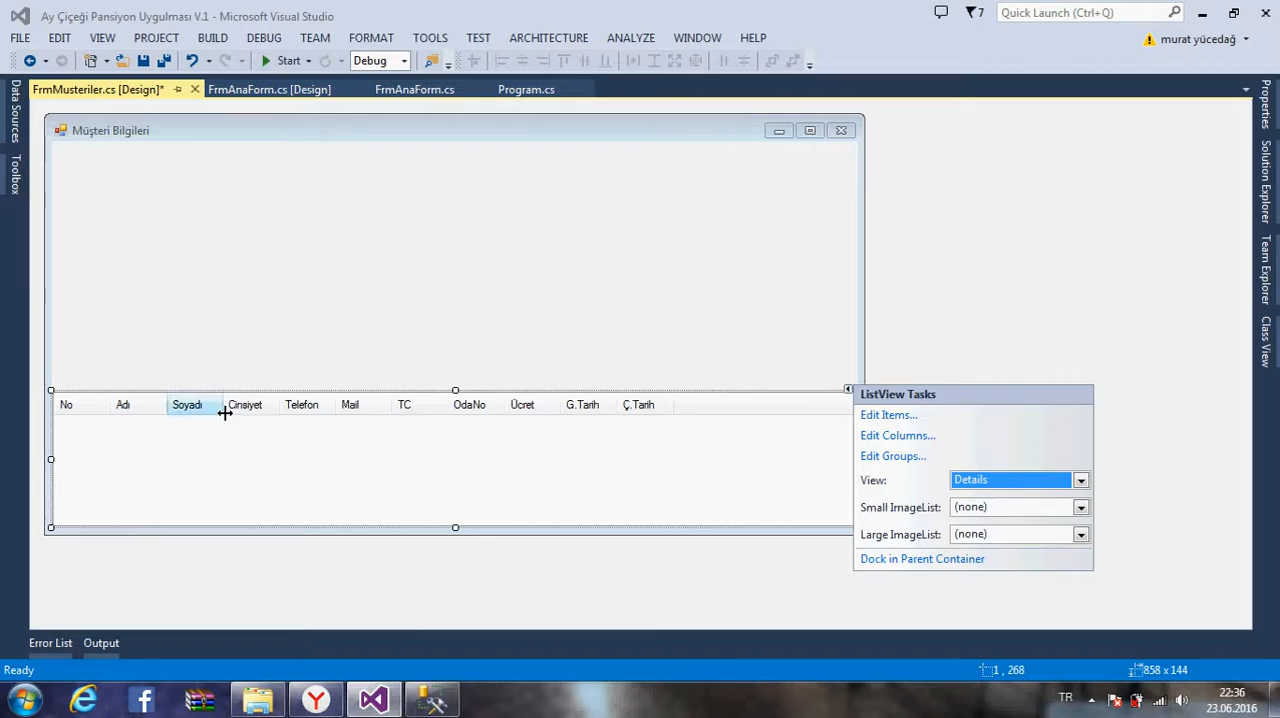 Ay Çiçeği Pansiyon Uygulması V.1 - Microsoft Visual Studio
7
Quick Launch (Ctrl+Q)
FILE EDIT VIEW PROJECT BUILD DEBUG TEAM FORMAT TOOLS TEST ARCHITECTURE ANALYZE WINDOW HELP
murat yücedağ
Start
Debug
FrmMusteriler.cs [Design]*
FrmAnaForm.cs [Design]
FrmAnaForm.cs
Program.cs
Data Sources
Toolbox
Properties
Solution Explorer
Team Explorer
Class View
Müşteri Bilgileri
No Adı Soyadı Cinsiyet Telefon Mail TC OdaNo Ücret G.Tarih Ç.Tarih
ListView Tasks
Edit Items...
Edit Columns...
Edit Groups...
View: Details
Small ImageList: (none)
Large ImageList: (none)
Dock in Parent Container
Error List Output
Ready
1 , 268
858 x 144
TR
22:36
23.06.2016